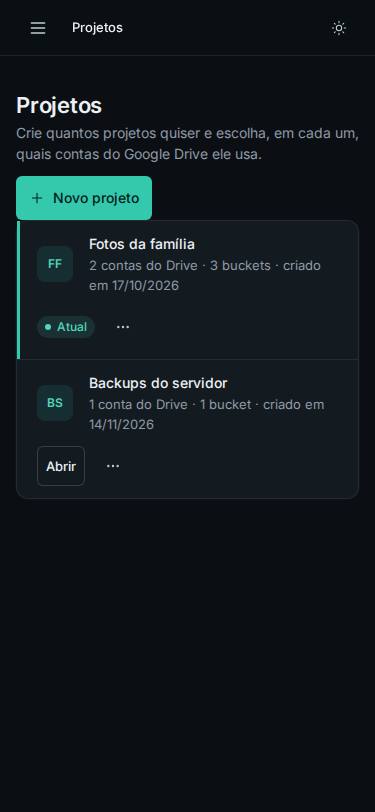 Projetos
Projetos
Crie quantos projetos quiser e escolha, em cada um,
quais contas do Google Drive ele usa.
Novo projeto
FF
Fotos da família
2 contas do Drive · 3 buckets · criado
em 17/10/2026
Atual
BS
Backups do servidor
1 conta do Drive · 1 bucket · criado em
14/11/2026
Abrir